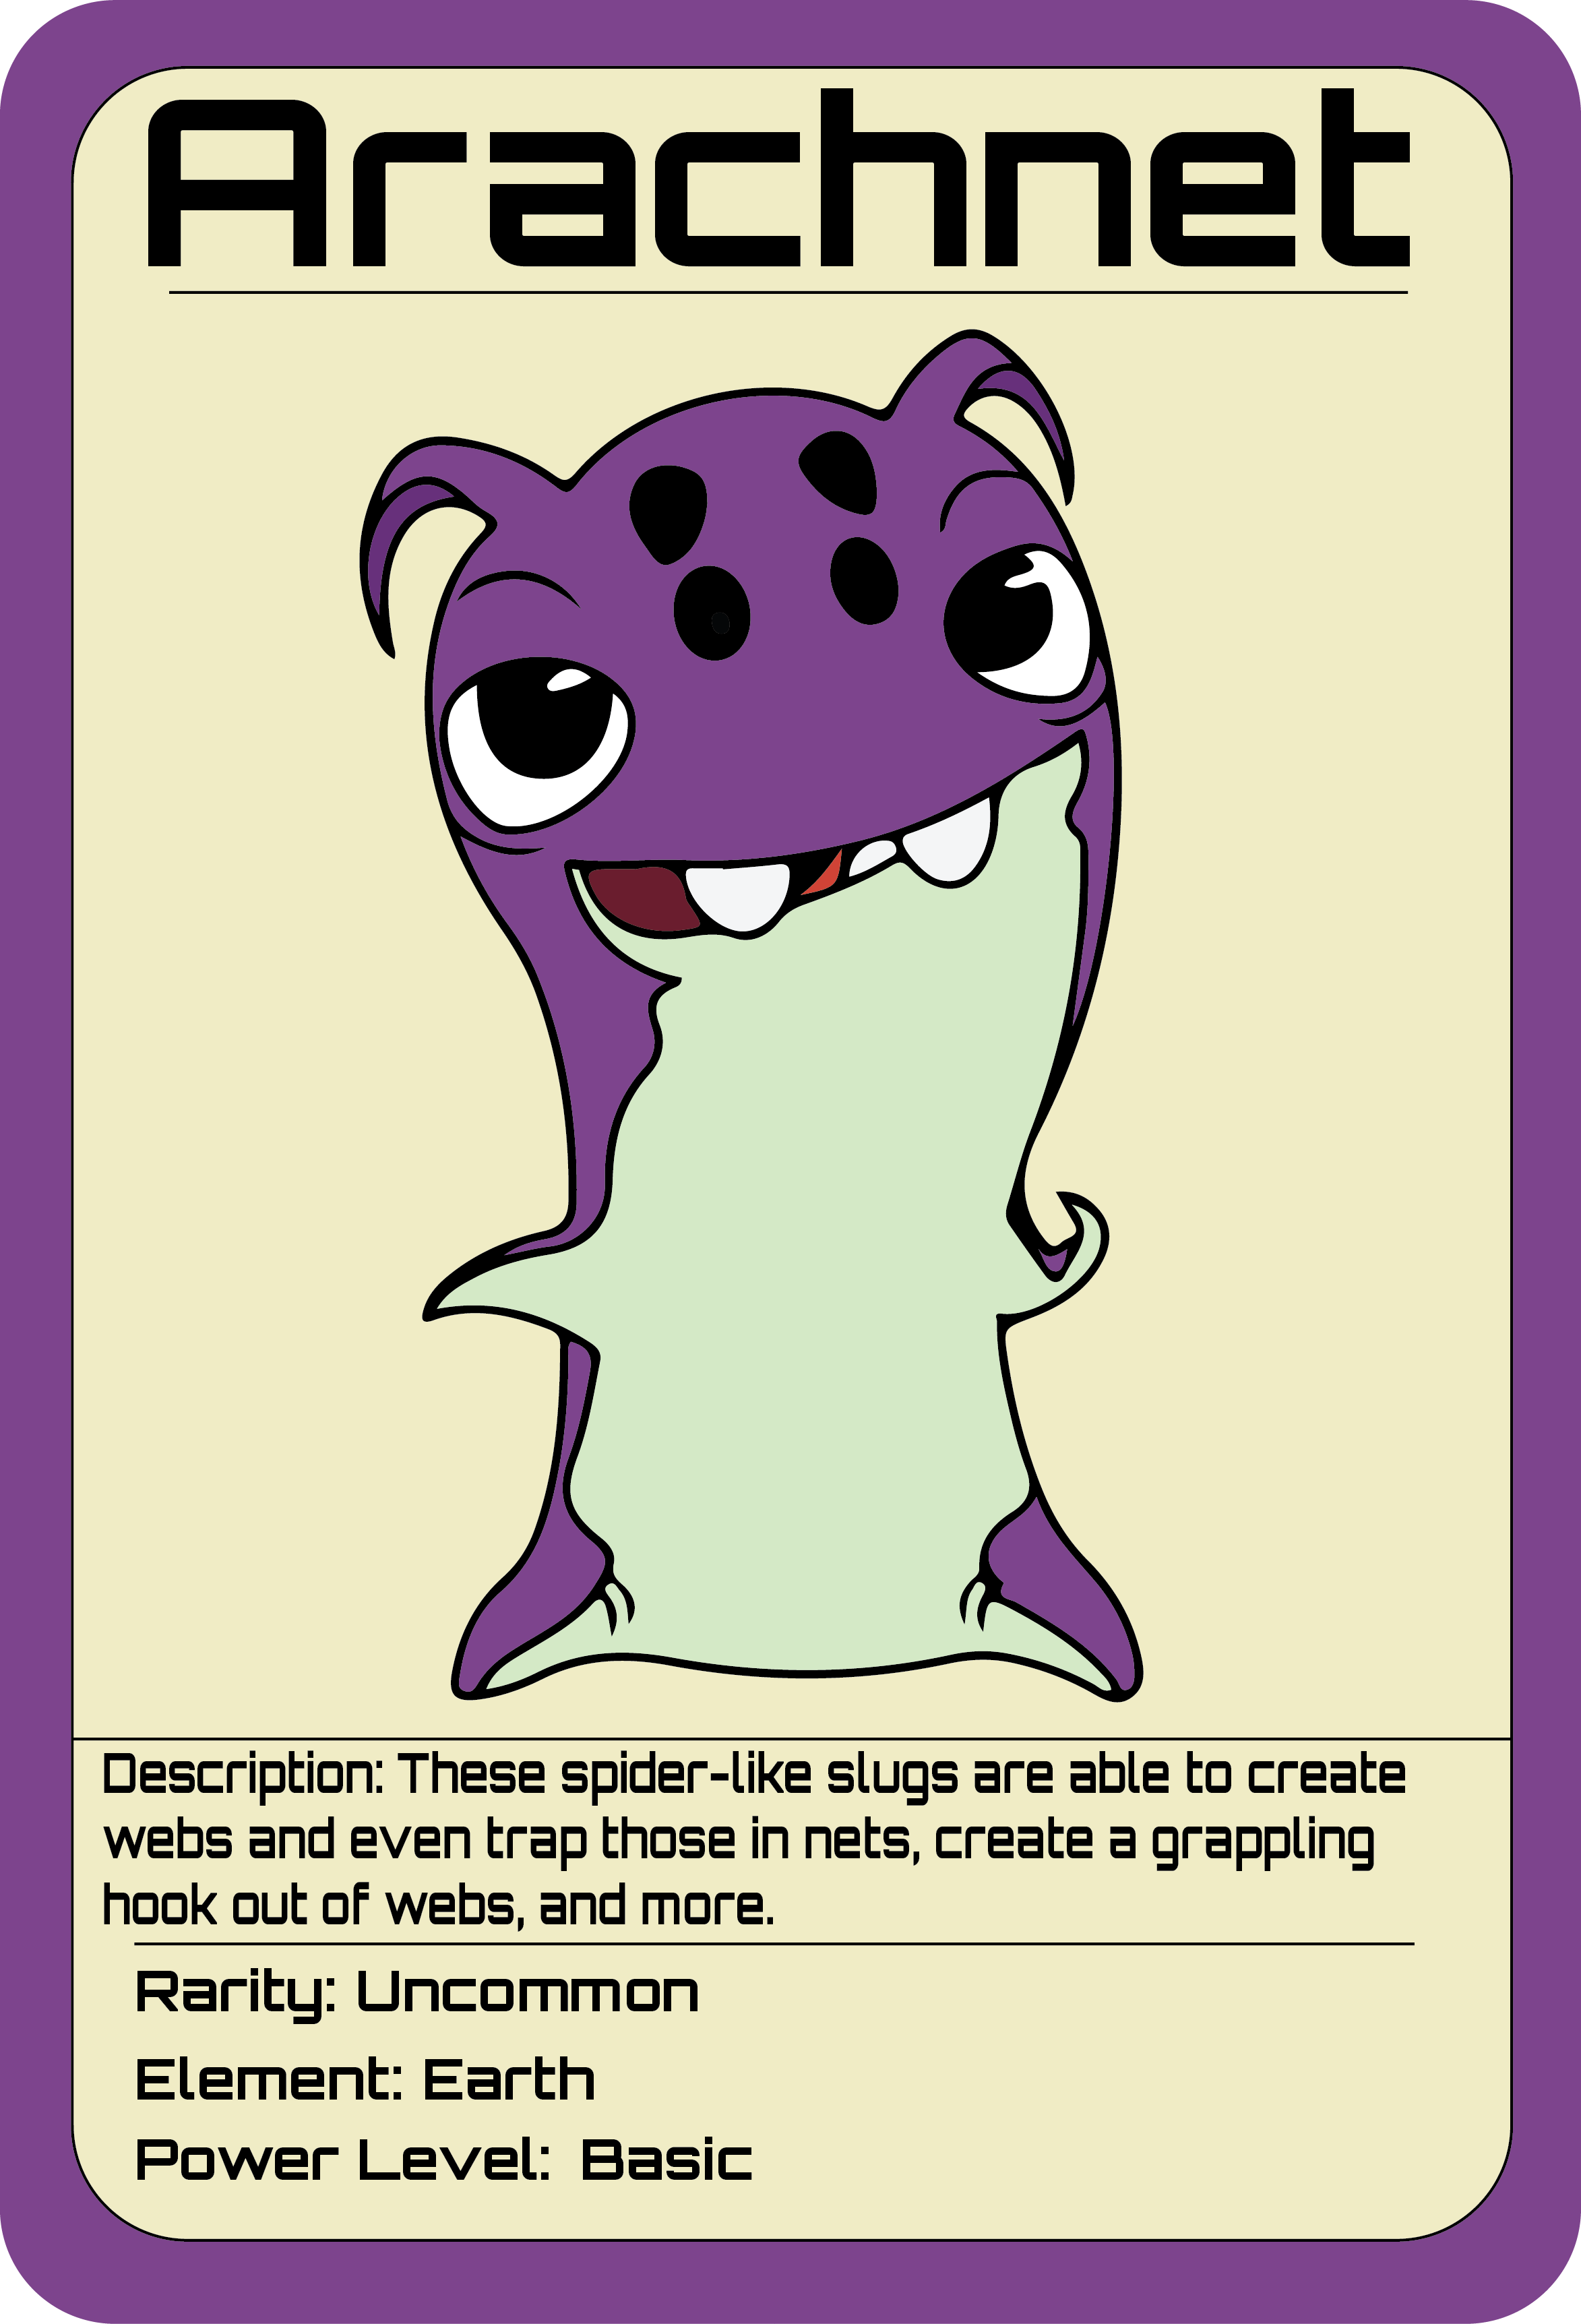 Arachnet
Description: These spider-like slugs are able to create
webs and even trap those in nets, create a grappling
hook out of webs, and more.
Rarity: Uncommon
Element: Earth
Power Level: Basic